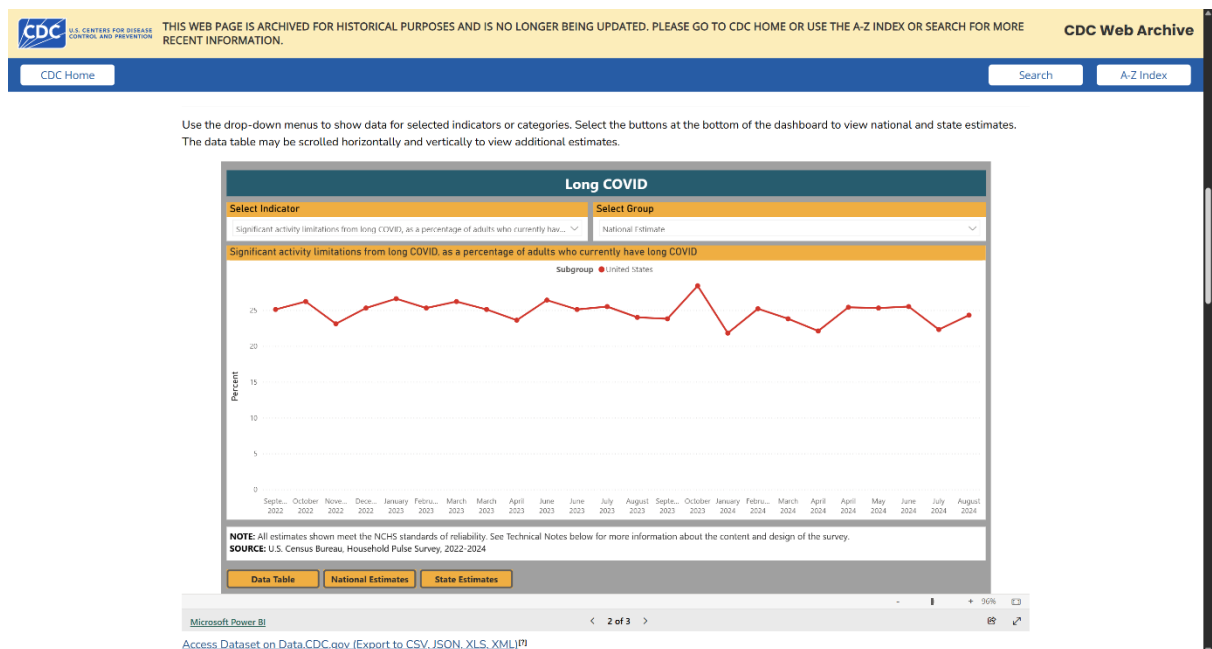 CDC
U.S. CENTERS FOR DISEASE
CONTROL AND PREVENTION
THIS WEB PAGE IS ARCHIVED FOR HISTORICAL PURPOSES AND IS NO LONGER BEING UPDATED. PLEASE GO TO CDC HOME OR USE THE A-Z INDEX OR SEARCH FOR MORE
RECENT INFORMATION.
CDC Web Archive
CDC Home
Search
A-Z Index
Use the drop-down menus to show data for selected indicators or categories. Select the buttons at the bottom of the dashboard to view national and state estimates.
The data table may be scrolled horizontally and vertically to view additional estimates.
Long COVID
Select Indicator
Select Group
Significant activity limitations from long COVID, as a percentage of adults who currently hav...
National Estimate
Significant activity limitations from long COVID, as a percentage of adults who currently have long COVID
Subgroup United States
Percent
25
20
15
10
5
0
Septe... October Nove... Dece... January Febru... March March April June June July August Septe... October January Febru... March April April May June July August
2022 2022 2022 2022 2023 2023 2023 2023 2023 2023 2023 2023 2023 2023 2023 2024 2024 2024 2024 2024 2024 2024 2024 2024
NOTE: All estimates shown meet the NCHS standards of reliability. See Technical Notes below for more information about the content and design of the survey.
SOURCE: U.S. Census Bureau, Household Pulse Survey, 2022-2024
Data Table
National Estimates
State Estimates
- + 96%
Microsoft Power BI
< 2 of 3 >
Access Dataset on Data.CDC.gov (Export to CSV, JSON, XLS, XML)[?]